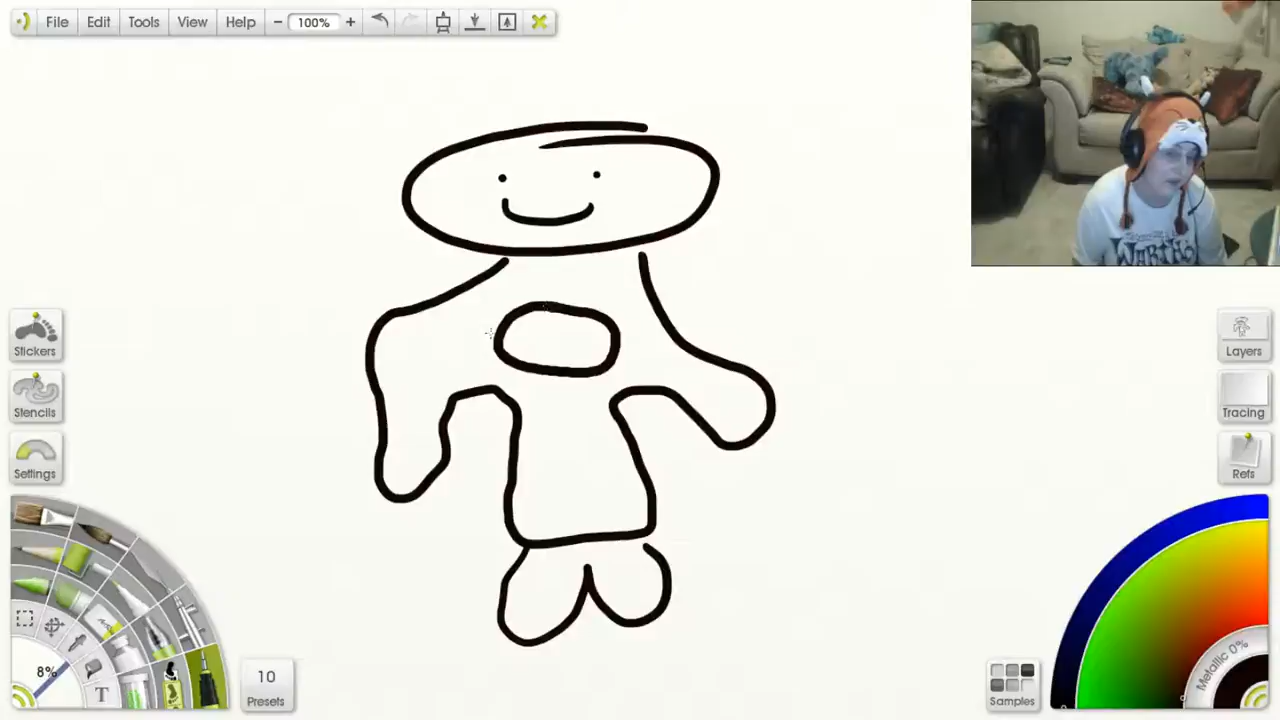 File Edit Tools View Help − 100% +
Stickers
Stencils
Settings
Layers
Tracing
Refs
8%
T
10
Presets
Samples
Metallic 0%